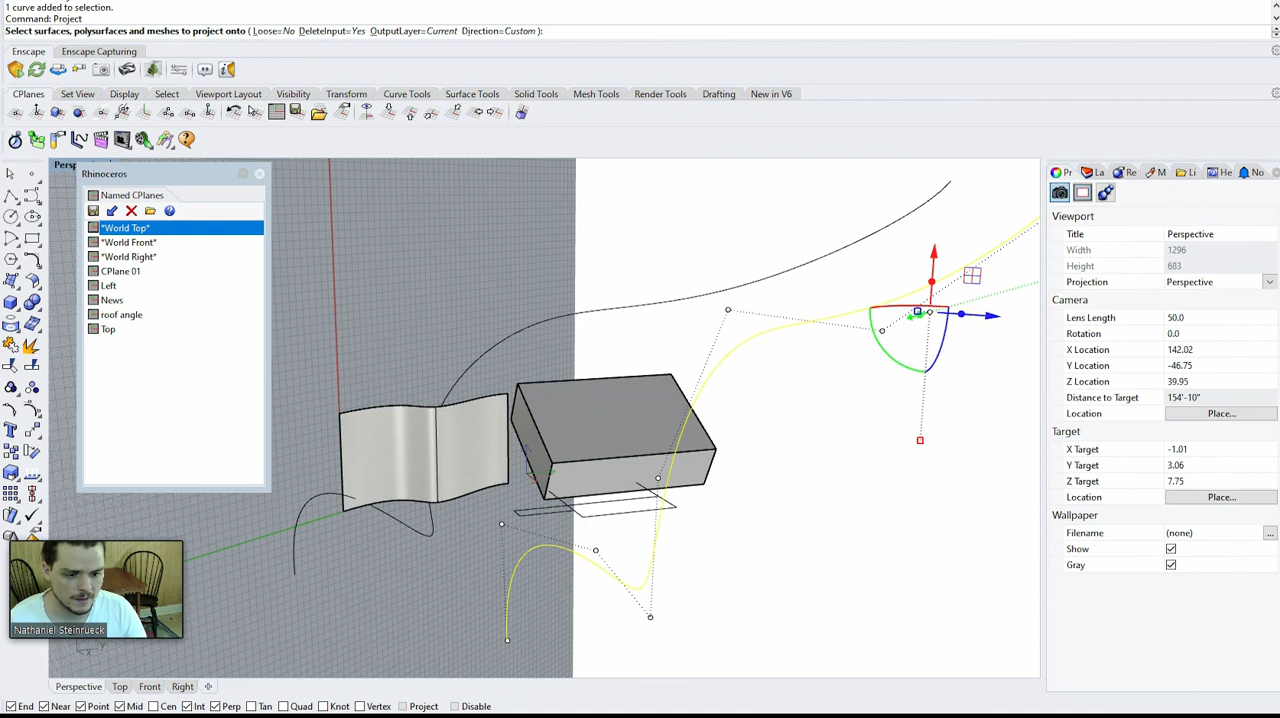 1 curve added to selection.
Command: Project
Select surfaces, polysurfaces and meshes to project onto ( Loose=No DeleteInput=Yes OutputLayer=Current Direction=Custom ):
Enscape Enscape Capturing
CPlanes Set View Display Select Viewport Layout Visibility Transform Curve Tools Surface Tools Solid Tools Mesh Tools Render Tools Drafting New in V6
Rhinoceros
Named CPlanes
*World Top*
*World Front*
*World Right*
CPlane 01
Left
News
roof angle
Top
Pr La Re M Li He No
Viewport
Title Perspective
Width 1296
Height 683
Projection Perspective
Camera
Lens Length 50.0
Rotation 0.0
X Location 142.02
Y Location -46.75
Z Location 39.95
Distance to Target 154'-10"
Location Place...
Target
X Target -1.01
Y Target 3.06
Z Target 7.75
Location Place...
Wallpaper
Filename (none) ...
Show
Gray
Nathaniel Steinrueck
Perspective Top Front Right
End Near Point Mid Cen Int Perp Tan Quad Knot Vertex Project Disable